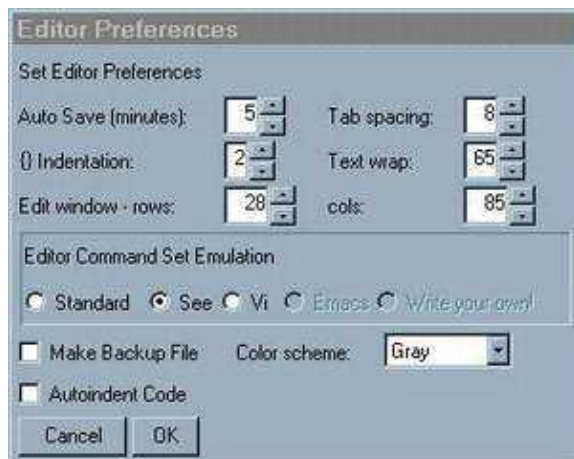 Editor Preferences
Set Editor Preferences
Auto Save (minutes): 5 Tab spacing: 8
{} Indentation: 2 Text wrap: 65
Edit window - rows: 28 cols: 85
Editor Command Set Emulation
Standard See Vi Emacs Write your own!
Make Backup File Color scheme: Gray
Autoindent Code
Cancel OK